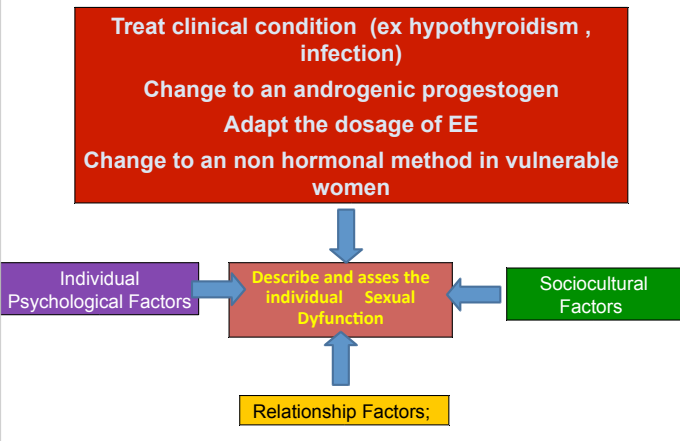 Treat clinical condition (ex hypothyroidism ,
infection)
Change to an androgenic progestogen
Adapt the dosage of EE
Change to an non hormonal method in vulnerable
women
Individual
Psychological Factors
Describe and asses the
individual Sexual
Dyfunction
Sociocultural
Factors
Relationship Factors;